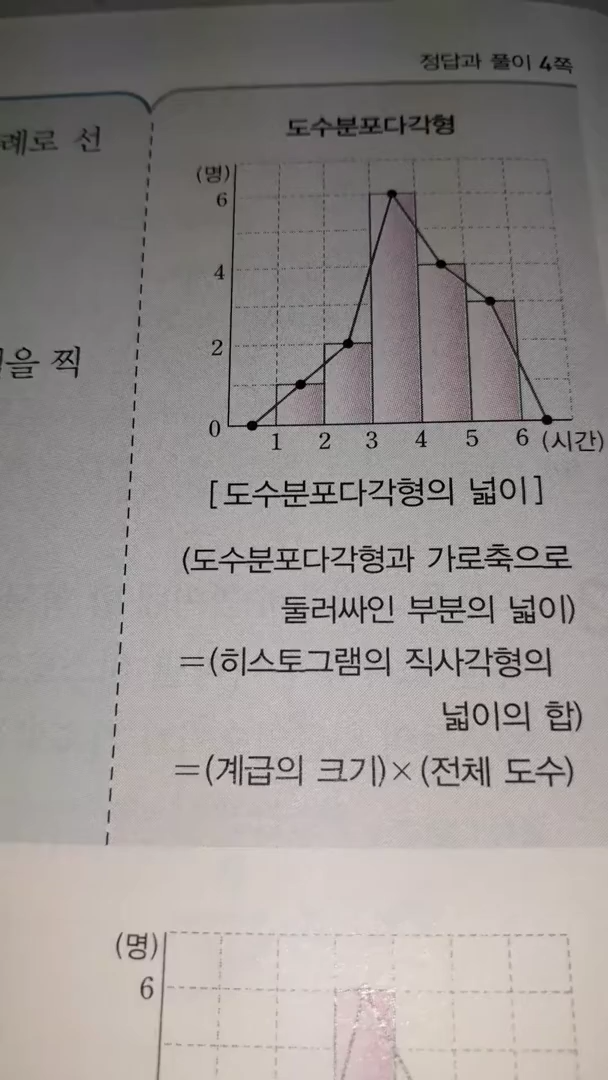 정답과 풀이 4쪽
례로 선
도수분포다각형
(명)
6
4
을 찍
2
0
1 2 3 4 5 6 (시간)
[도수분포다각형의 넓이]
(도수분포다각형과 가로축으로
둘러싸인 부분의 넓이)
=(히스토그램의 직사각형의
넓이의 합)
=(계급의 크기)×(전체 도수)
(명)
6